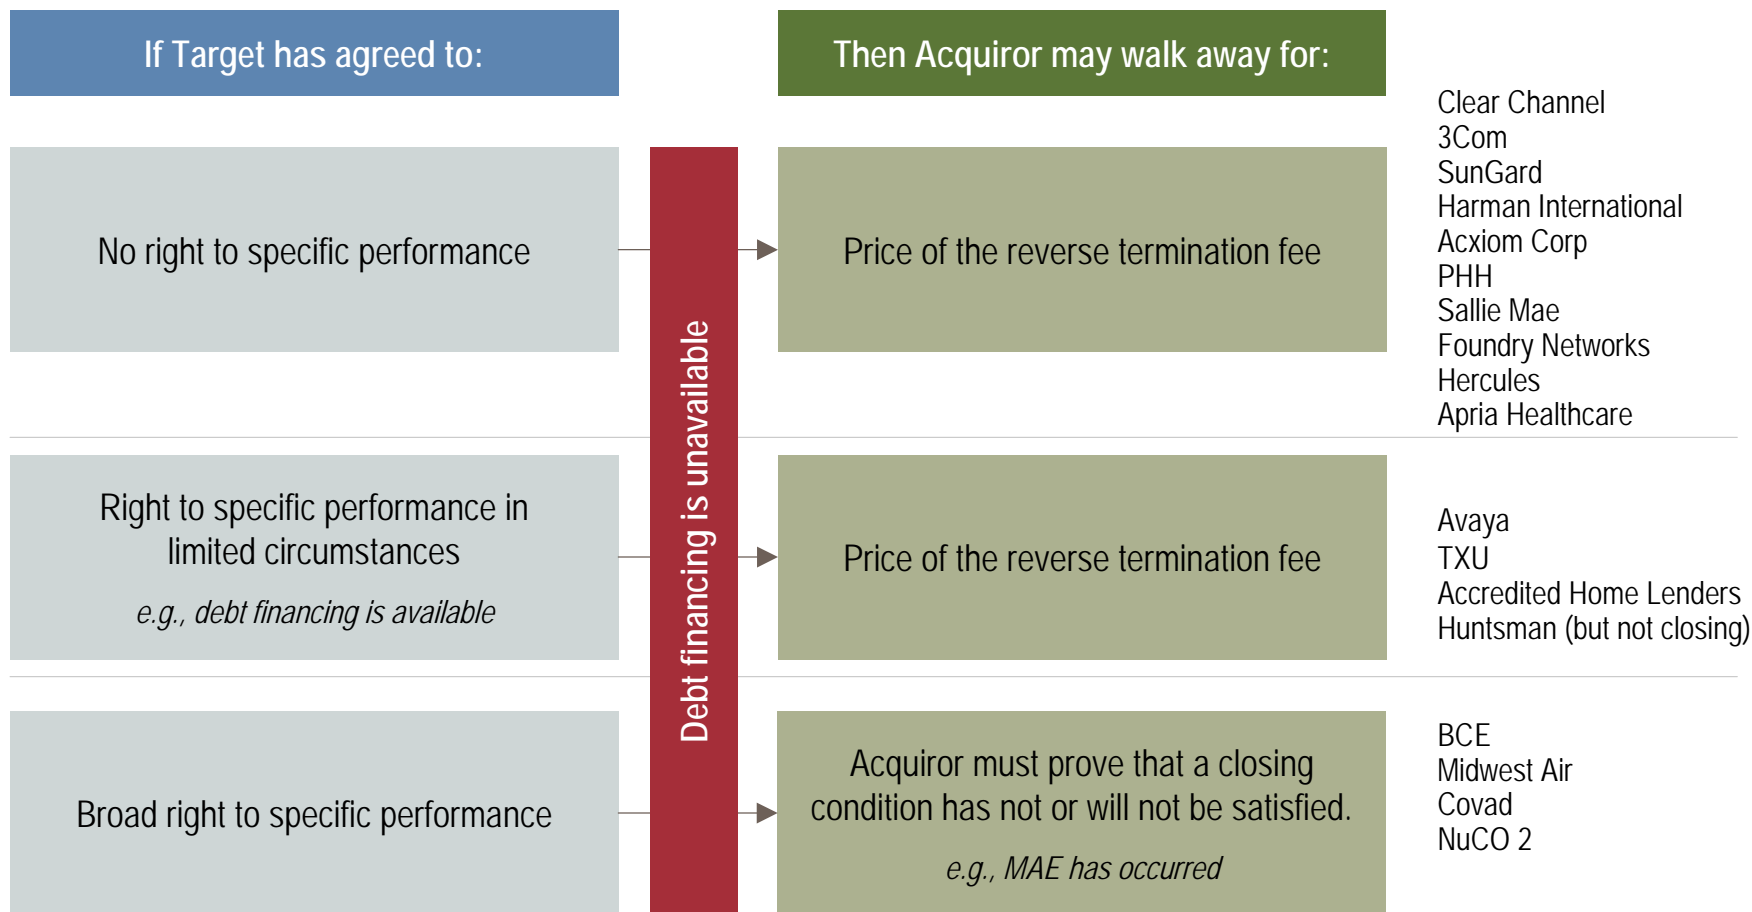 If Target has agreed to:
Then Acquiror may walk away for:
No right to specific performance
Debt financing is unavailable
Price of the reverse termination fee
Clear Channel
3Com
SunGard
Harman International
Acxiom Corp
PHH
Sallie Mae
Foundry Networks
Hercules
Apria Healthcare
Right to specific performance in
limited circumstances
e.g., debt financing is available
Price of the reverse termination fee
Avaya
TXU
Accredited Home Lenders
Huntsman (but not closing)
Broad right to specific performance
Acquiror must prove that a closing
condition has not or will not be satisfied.
e.g., MAE has occurred
BCE
Midwest Air
Covad
NuCO 2